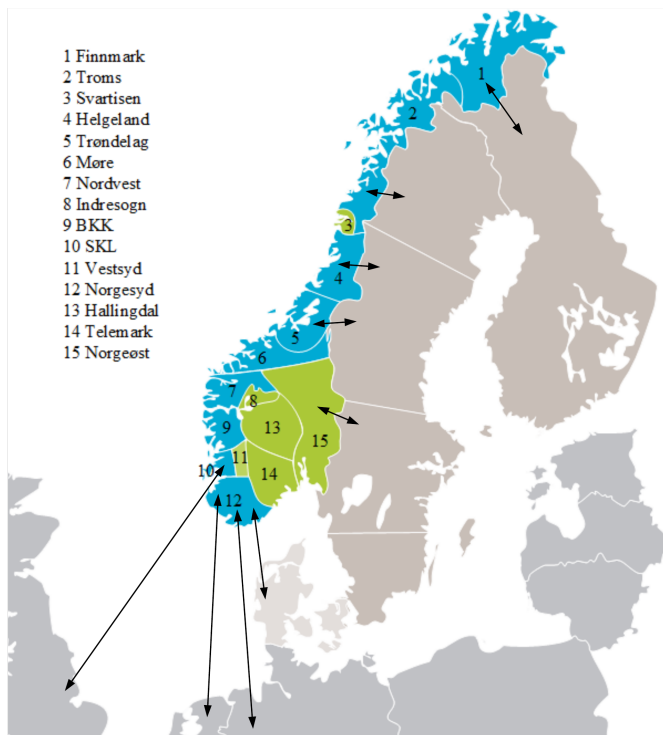 1 Finnmark
2 Troms
3 Svartisen
4 Helgeland
5 Trøndelag
6 Møre
7 Nordvest
8 Indresogn
9 BKK
10 SKL
11 Vestsyd
12 Norgesyd
13 Hallingdal
14 Telemark
15 Norgeøst
1
2
3
4
5
6
7
8
9
13
15
10
11
14
12